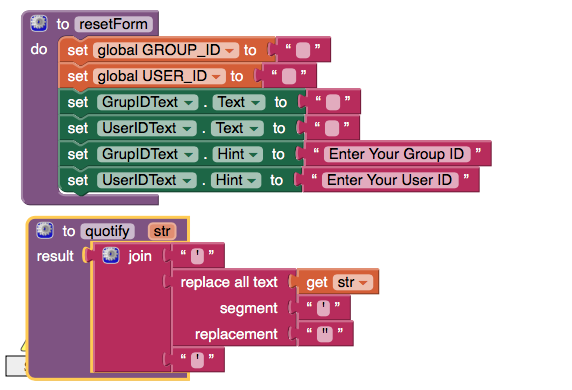 to resetForm
do set global GROUP_ID to “ ”
set global USER_ID to “ ”
set GrupIDText . Text to “ ”
set UserIDText . Text to “ ”
set GrupIDText . Hint to “ Enter Your Group ID ”
set UserIDText . Hint to “ Enter Your User ID ”
to quotify str
result join “ ' ”
replace all text get str
segment “ ' ”
replacement “ '' ”
“ ' ”